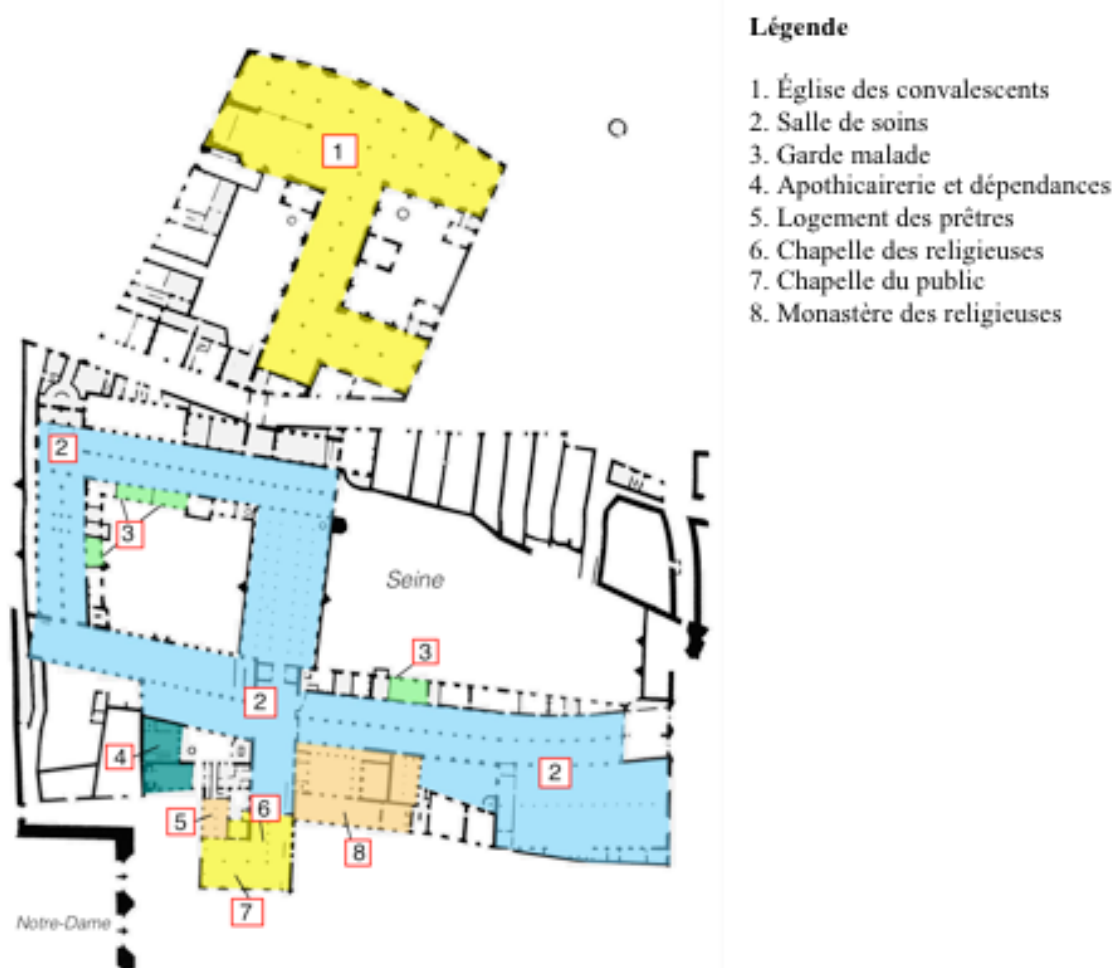 Légende
1. Église des convalescents
2. Salle de soins
3. Garde malade
4. Apothicairerie et dépendances
5. Logement des prêtres
6. Chapelle des religieuses
7. Chapelle du public
8. Monastère des religieuses
1
2
3
Seine
3
2
4
2
5
6
8
7
Notre-Dame